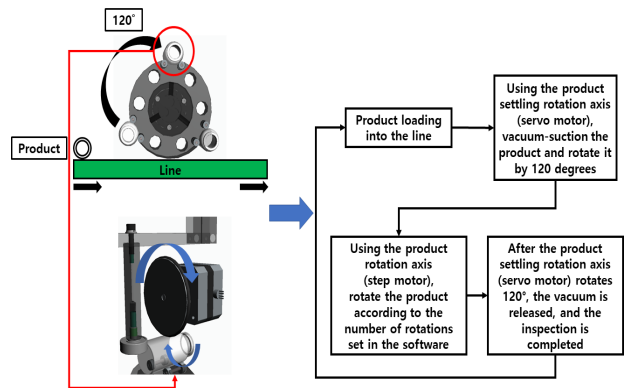 120°
Product
Line
Product loading
into the line
Using the product
settling rotation axis
(servo motor),
vacuum-suction
the product and rotate it
by 120 degrees
Using the product
rotation axis
(step motor),
rotate the product
according to the
number of rotations
set in the software
After the product
settling rotation axis
(servo motor) rotates
120°, the vacuum is
released, and the
inspection is
completed